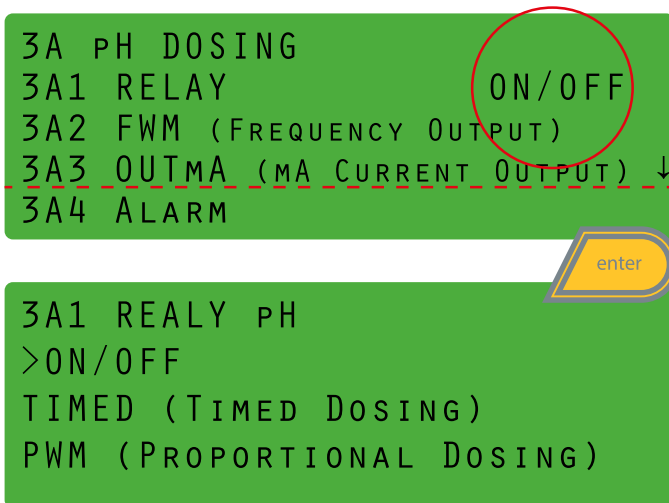 3A pH DOSING
3A1 RELAY ON/OFF
3A2 FWM (Frequency Output)
3A3 OUTmA (mA Current Output) ↓
3A4 Alarm
enter
3A1 REALY pH
>ON/OFF
TIMED (Timed Dosing)
PWM (Proportional Dosing)